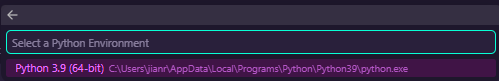 Select a Python Environment
Python 3.9 (64-bit) C:\Users\jianr\AppData\Local\Programs\Python\Python39\python.exe